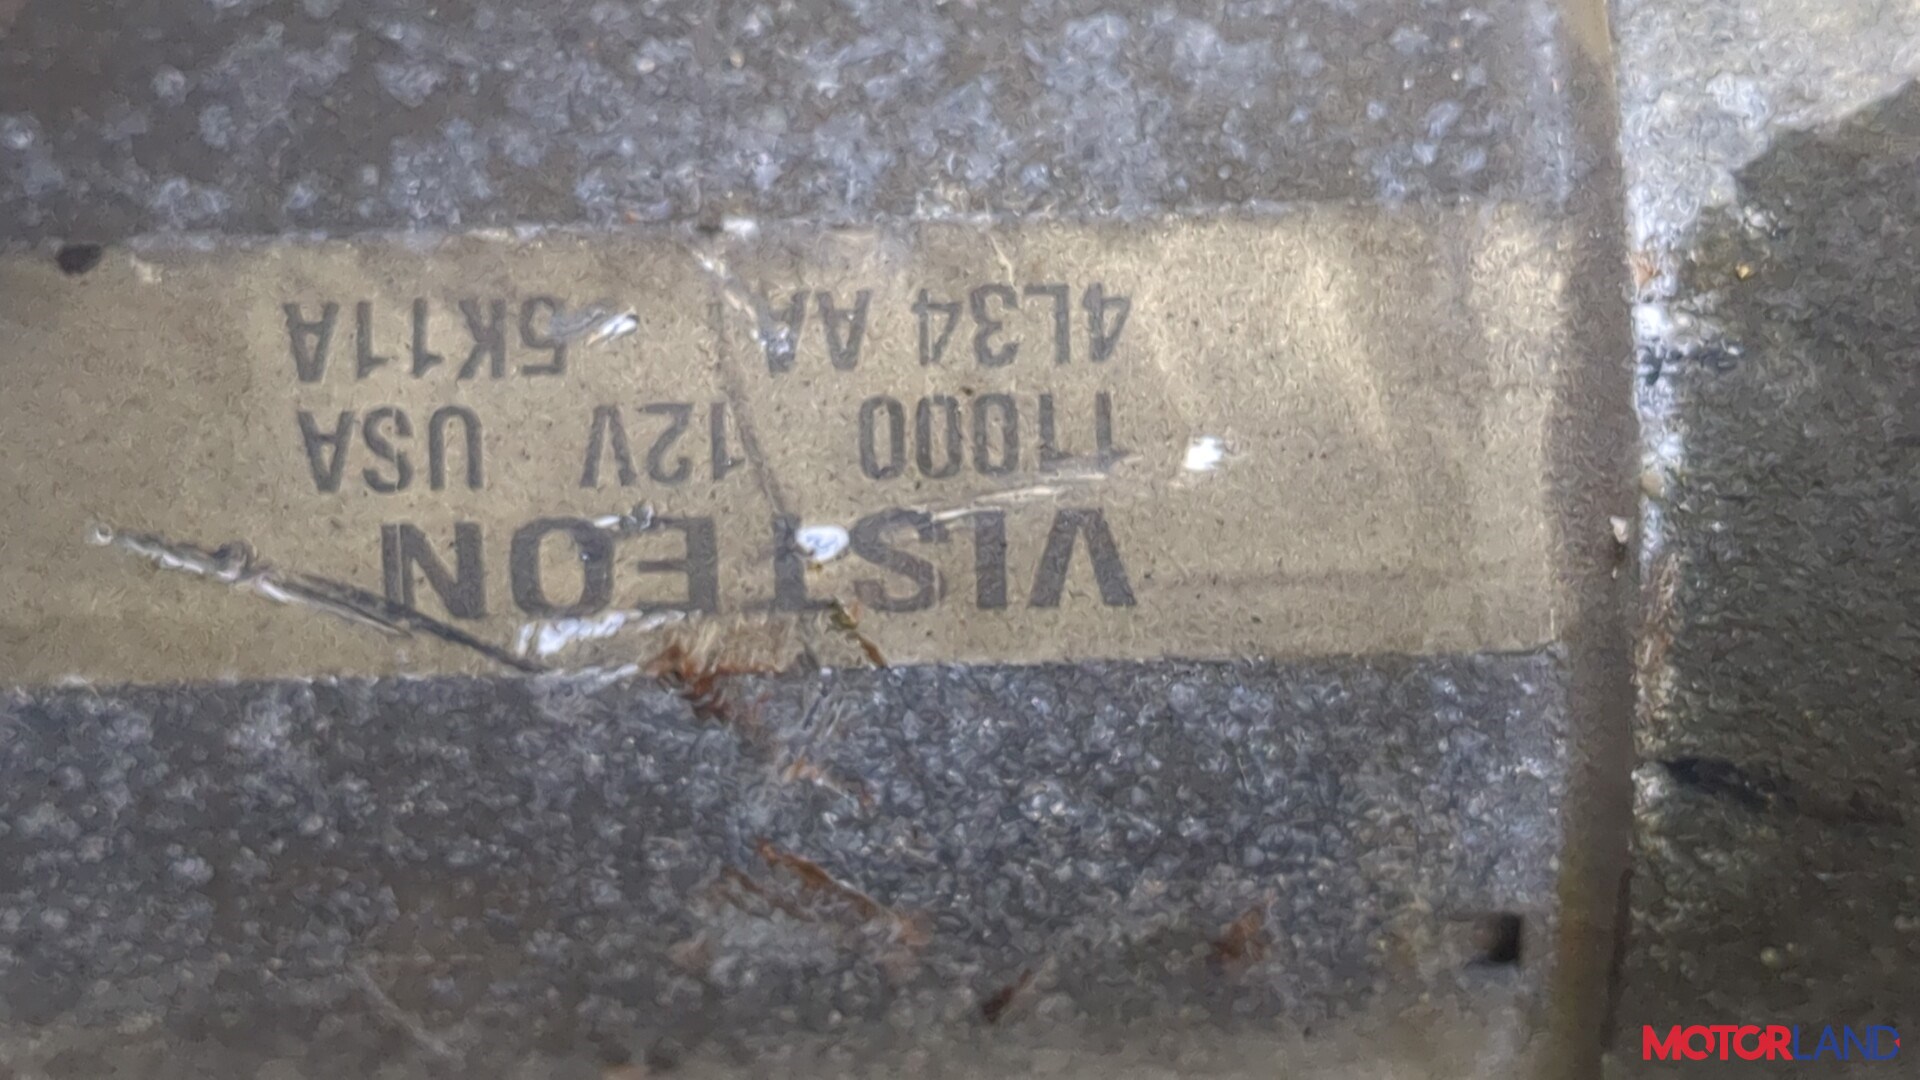 VISTEON
11000 12V USA
4L34 AA 5K11A
MOTORLAND